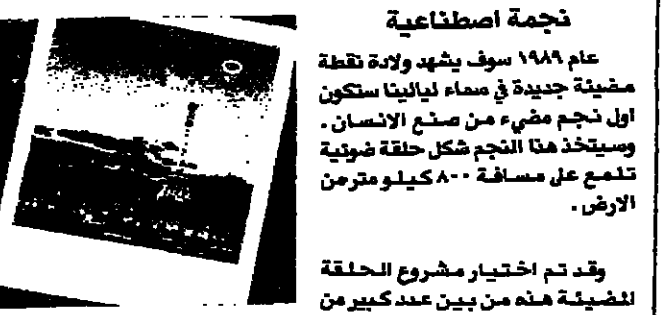 نجمة اصطناعية
عام ١٩٨٩ سوف يشهد ولادة نقطة
مضيئة جديدة في سماء ليالينا ستكون
اول نجم مضيء من صنع الانسان .
وسيتخذ هذا النجم شكل حلقة ضوئية
تلمع على مسافة ٨٠٠ كيلو متر من
الارض .
وقد تم اختيار مشروع الحلقة
المضيئة هذه من بين عدد كبير من